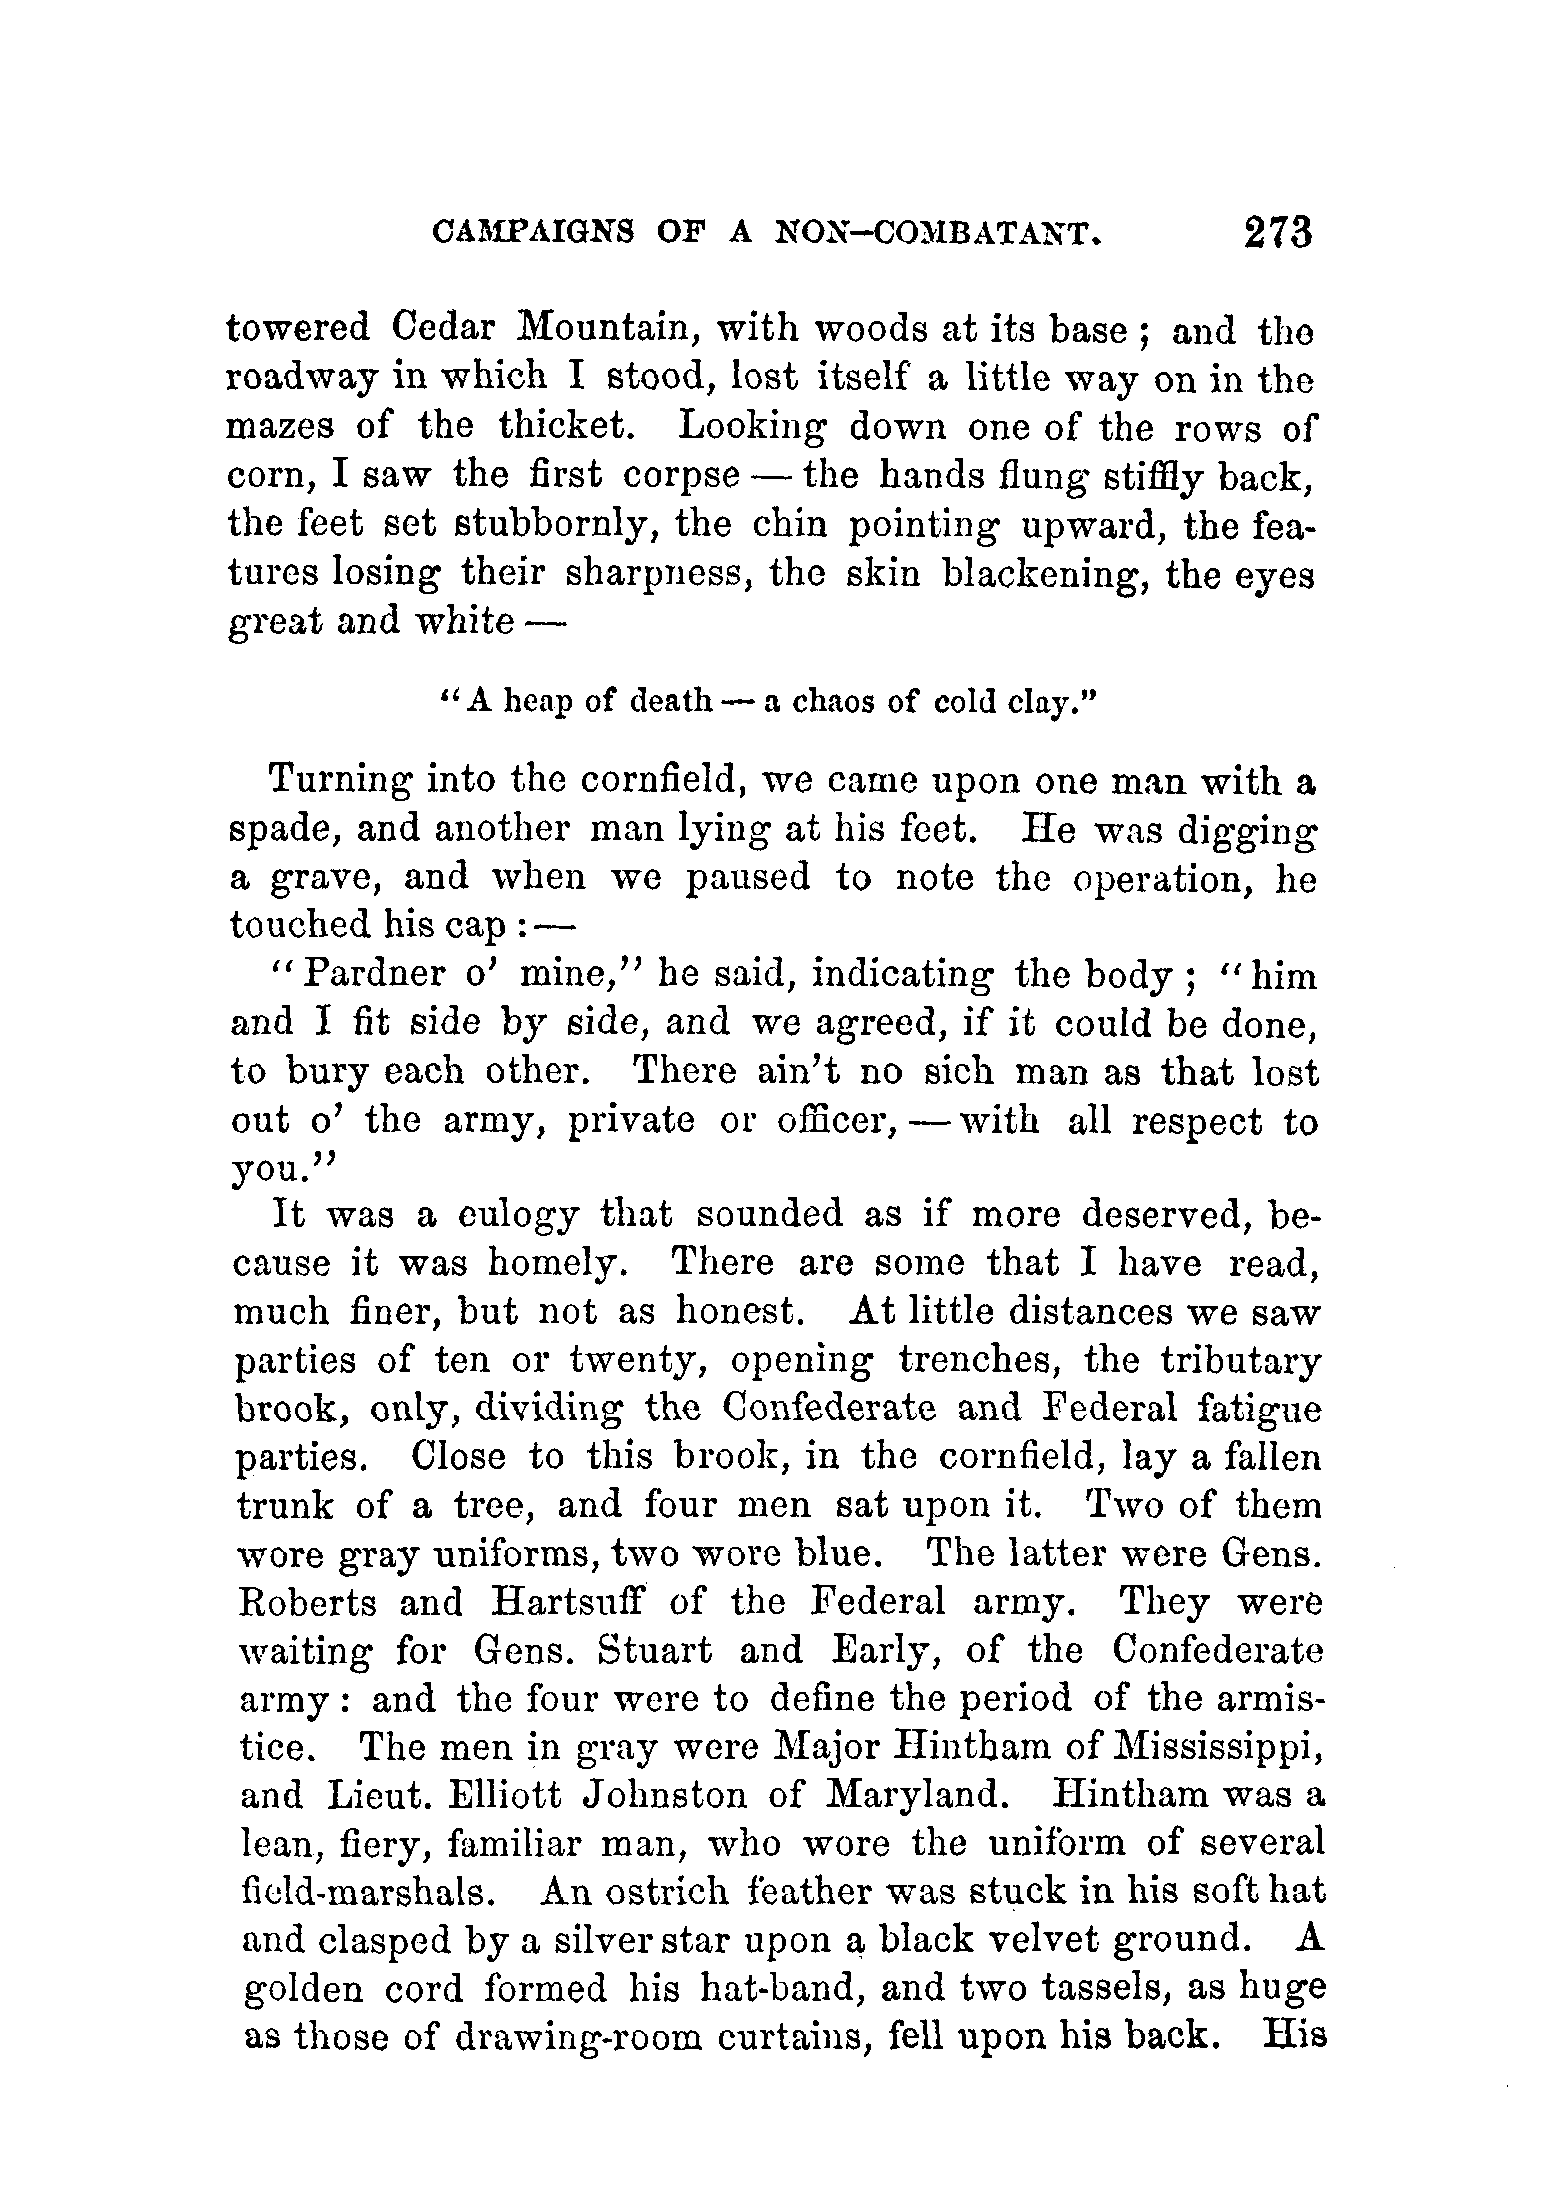 CAMPAIGNS OF A NON-COMBATANT. 273
towered Cedar Mountain, with woods at its base ; and the
roadway in which I stood, lost itself a little way on in the
mazes of the thicket. Looking down one of the rows of
corn, I saw the first corpse — the hands flung stiffly back,
the feet set stubbornly, the chin pointing upward, the fea-
tures losing their sharpness, the skin blackening, the eyes
great and white —
"A heap of death — a chaos of cold clay."
Turning into the cornfield, we came upon one man with a
spade, and another man lying at his feet. He was digging
a grave, and when we paused to note the operation, he
touched his cap : —
"Pardner o' mine," he said, indicating the body ; "him
and I fit side by side, and we agreed, if it could be done,
to bury each other. There ain't no sich man as that lost
out o' the army, private or officer, — with all respect to
you."
It was a eulogy that sounded as if more deserved, be-
cause it was homely. There are some that I have read,
much finer, but not as honest. At little distances we saw
parties of ten or twenty, opening trenches, the tributary
brook, only, dividing the Confederate and Federal fatigue
parties. Close to this brook, in the cornfield, lay a fallen
trunk of a tree, and four men sat upon it. Two of them
wore gray uniforms, two wore blue. The latter were Gens.
Roberts and Hartsuff of the Federal army. They were
waiting for Gens. Stuart and Early, of the Confederate
army : and the four were to define the period of the armis-
tice. The men in gray were Major Hintham of Mississippi,
and Lieut. Elliott Johnston of Maryland. Hintham was a
lean, fiery, familiar man, who wore the uniform of several
field-marshals. An ostrich feather was stuck in his soft hat
and clasped by a silver star upon a black velvet ground. A
golden cord formed his hat-band, and two tassels, as huge
as those of drawing-room curtains, fell upon his back. His